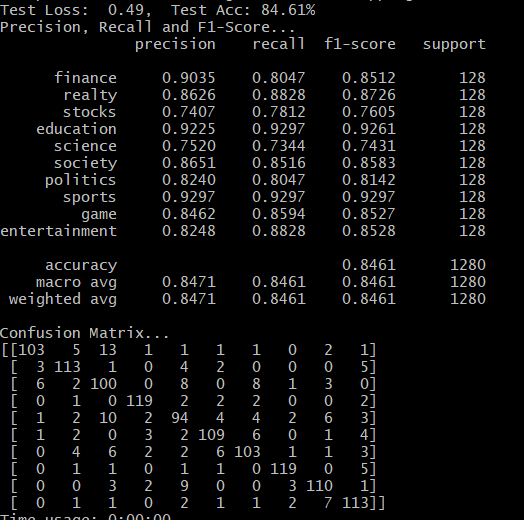 Test Loss:  0.49,  Test Acc: 84.61%
Precision, Recall and F1-Score...
precision    recall  f1-score   support
finance     0.9035    0.8047    0.8512       128
realty     0.8626    0.8828    0.8726       128
stocks     0.7407    0.7812    0.7605       128
education     0.9225    0.9297    0.9261       128
science     0.7520    0.7344    0.7431       128
society     0.8651    0.8516    0.8583       128
politics     0.8240    0.8047    0.8142       128
sports     0.9297    0.9297    0.9297       128
game     0.8462    0.8594    0.8527       128
entertainment     0.8248    0.8828    0.8528       128
accuracy                         0.8461      1280
macro avg     0.8471    0.8461    0.8461      1280
weighted avg     0.8471    0.8461    0.8461      1280
Confusion Matrix...
[[103   5  13   1   1   1   1   0   2   1]
[  3 113   1   0   4   2   0   0   0   5]
[  6   2 100   0   8   0   8   1   3   0]
[  0   1   0 119   2   2   2   0   0   2]
[  1   2  10   2  94   4   4   2   6   3]
[  1   2   0   3   2 109   6   0   1   4]
[  0   4   6   2   2   6 103   1   1   3]
[  0   1   1   0   1   1   0 119   0   5]
[  0   0   3   2   9   0   0   3 110   1]
[  0   1   1   0   2   1   1   2   7 113]]
Time usage: 0:00:00